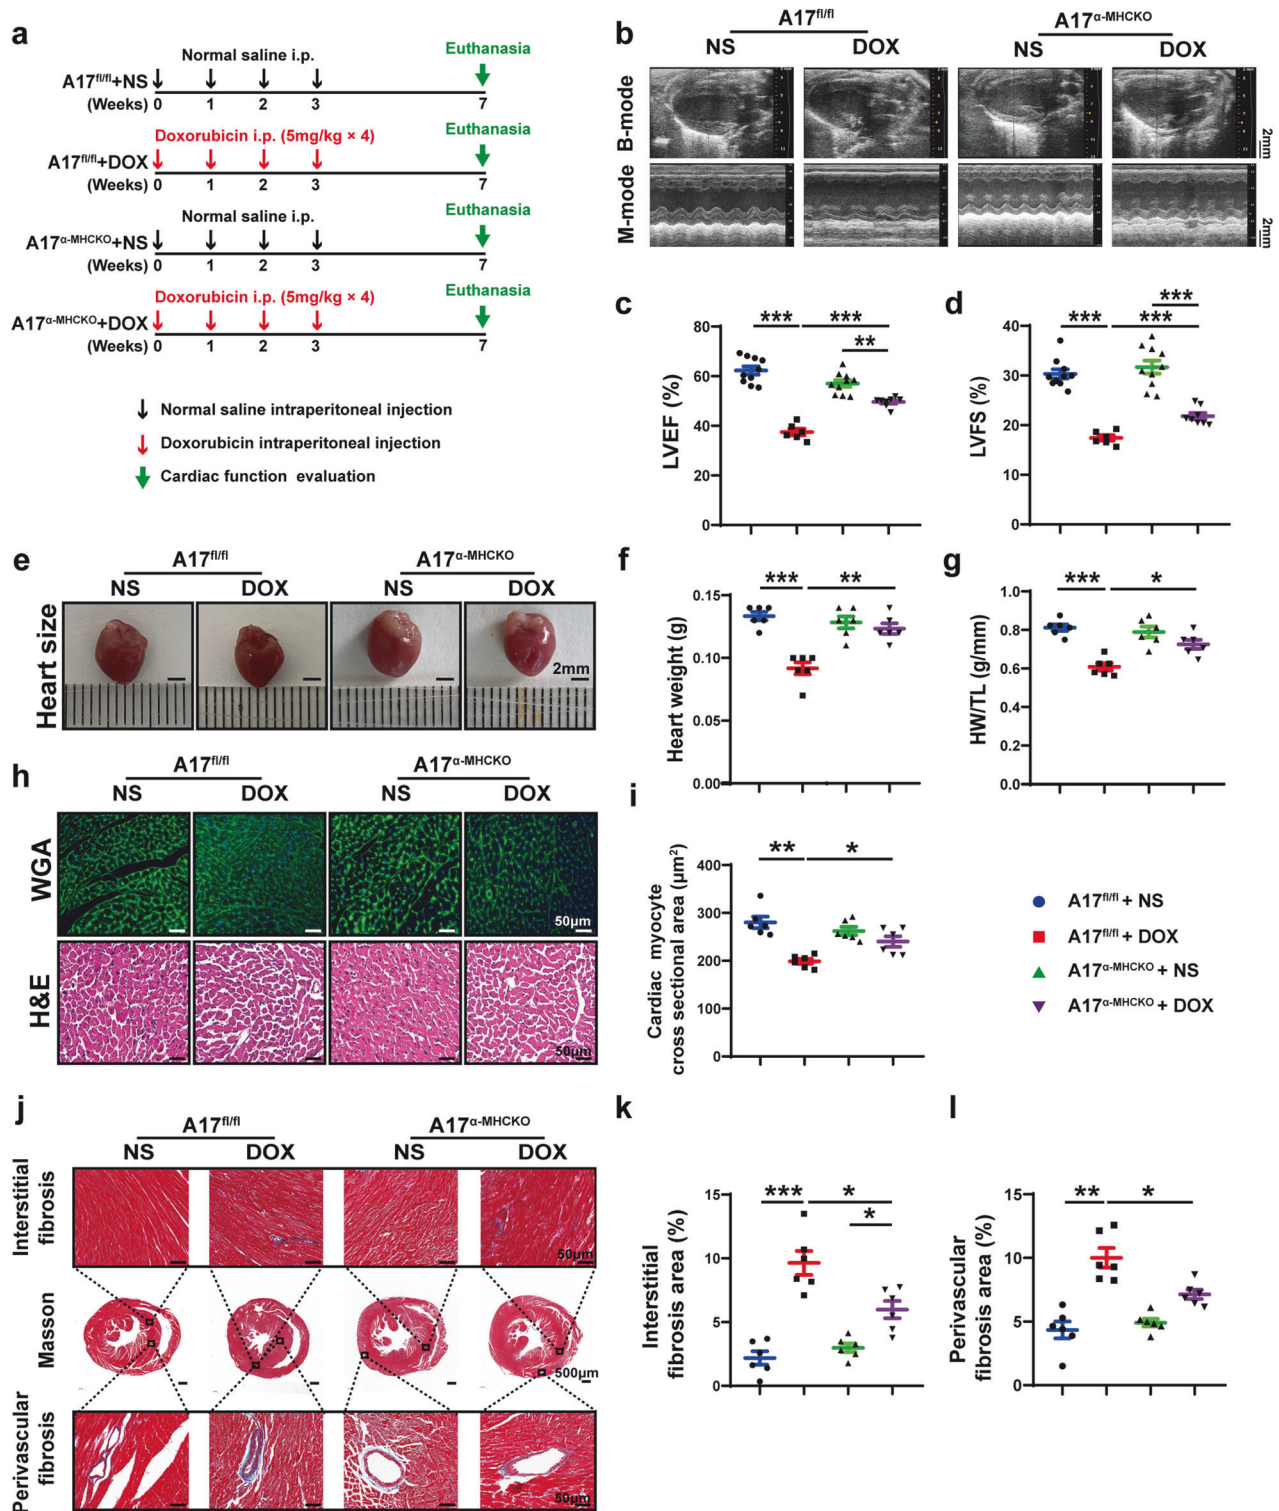 a
Normal saline i.p.
Euthanasia
A17fl/fl+NS
(Weeks) 0 1 2 3 7
Doxorubicin i.p. (5mg/kg × 4)
Euthanasia
A17fl/fl+DOX
(Weeks) 0 1 2 3 7
Normal saline i.p.
Euthanasia
A17α-MHCKO+NS
(Weeks) 0 1 2 3 7
Doxorubicin i.p. (5mg/kg × 4)
Euthanasia
A17α-MHCKO+DOX
(Weeks) 0 1 2 3 7
Normal saline intraperitoneal injection
Doxorubicin intraperitoneal injection
Cardiac function evaluation
b
A17fl/fl A17α-MHCKO
NS DOX NS DOX
B-mode
2mm
M-mode
2mm
c
LVEF (%)
80
60
40
20
0
*** ***
**
d
LVFS (%)
40
30
20
10
0
***
*** ***
e
A17fl/fl A17α-MHCKO
NS DOX NS DOX
Heart size
2mm
f
Heart weight (g)
0.15
0.10
0.05
0.00
*** **
g
HW/TL (g/mm)
1.0
0.8
0.6
0.4
0.2
0.0
*** *
h
A17fl/fl A17α-MHCKO
NS DOX NS DOX
WGA
50μm
H&E
50μm
i
Cardiac myocyte
cross sectional area (μm²)
400
300
200
100
0
** *
A17fl/fl + NS
A17fl/fl + DOX
A17α-MHCKO + NS
A17α-MHCKO + DOX
j
A17fl/fl A17α-MHCKO
NS DOX NS DOX
Interstitial
fibrosis
50μm
Masson
500μm
Perivascular
fibrosis
50μm
k
Interstitial
fibrosis area (%)
15
10
5
0
*** *
*
l
Perivascular
fibrosis area (%)
15
10
5
0
** *